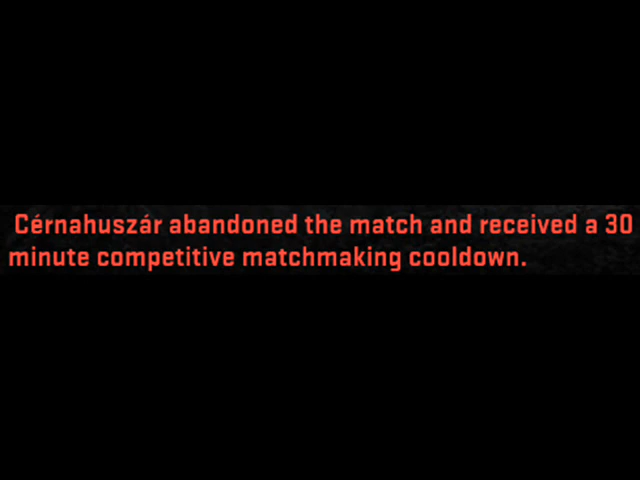 Cérnahuszár abandoned the match and received a 30
minute competitive matchmaking cooldown.